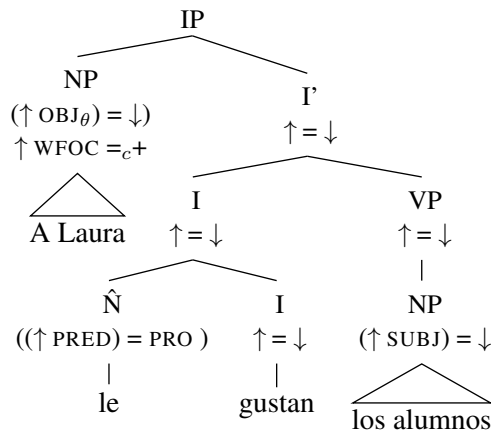 IP
NP
I'
(↑ OBJθ) = ↓)
↑ = ↓
↑ WFOC =c+
I
VP
A Laura
↑ = ↓
↑ = ↓
N̂
I
NP
((↑ PRED) = PRO )
↑ = ↓
(↑ SUBJ) = ↓
le
gustan
los alumnos